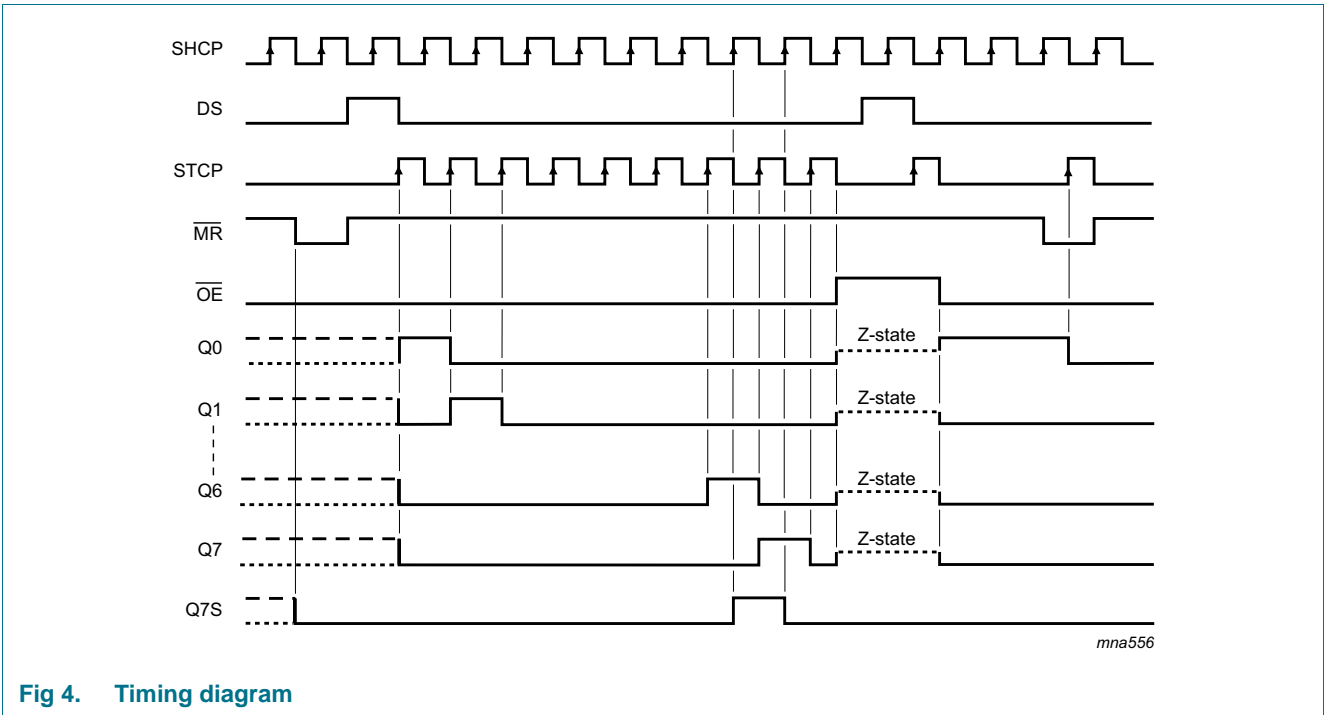 SHCP
DS
STCP
MR
OE
Q0
Z-state
Q1
Z-state
Q6
Z-state
Q7
Z-state
Q7S
mna556
Fig 4. Timing diagram